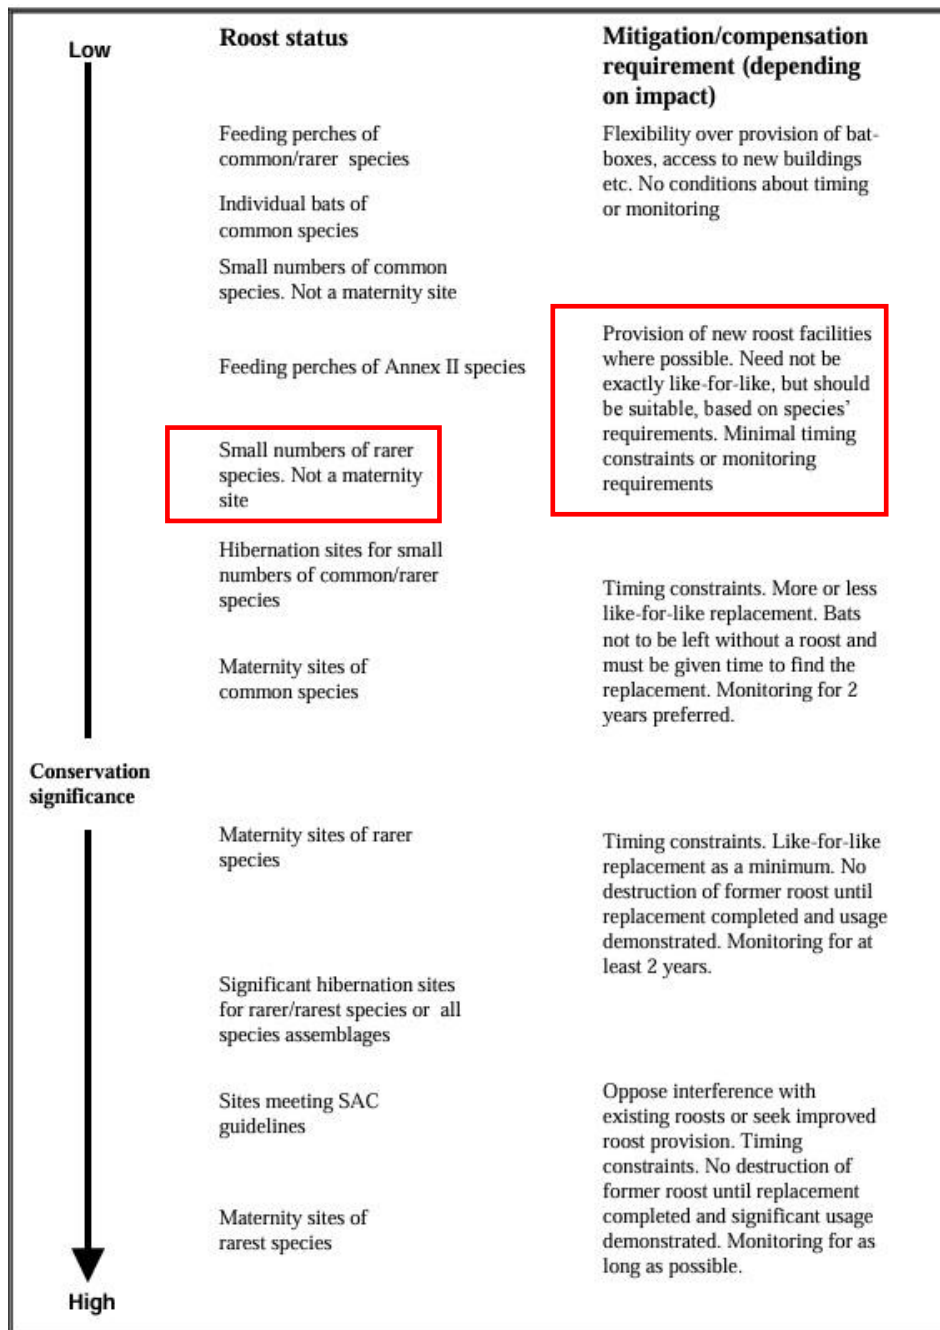 Low
Roost status
Mitigation/compensation
requirement (depending
on impact)
Feeding perches of
common/rarer species
Flexibility over provision of bat-
boxes, access to new buildings
etc. No conditions about timing
or monitoring
Individual bats of
common species
Small numbers of common
species. Not a maternity site
Feeding perches of Annex II species
Provision of new roost facilities
where possible. Need not be
exactly like-for-like, but should
be suitable, based on species’
requirements. Minimal timing
constraints or monitoring
requirements
Small numbers of rarer
species. Not a maternity
site
Hibernation sites for small
numbers of common/rarer
species
Timing constraints. More or less
like-for-like replacement. Bats
not to be left without a roost and
must be given time to find the
replacement. Monitoring for 2
years preferred.
Maternity sites of
common species
Conservation
significance
Maternity sites of rarer
species
Timing constraints. Like-for-like
replacement as a minimum. No
destruction of former roost until
replacement completed and usage
demonstrated. Monitoring for at
least 2 years.
Significant hibernation sites
for rarer/rarest species or all
species assemblages
Sites meeting SAC
guidelines
Oppose interference with
existing roosts or seek improved
roost provision. Timing
constraints. No destruction of
former roost until replacement
completed and significant usage
demonstrated. Monitoring for as
long as possible.
Maternity sites of
rarest species
High